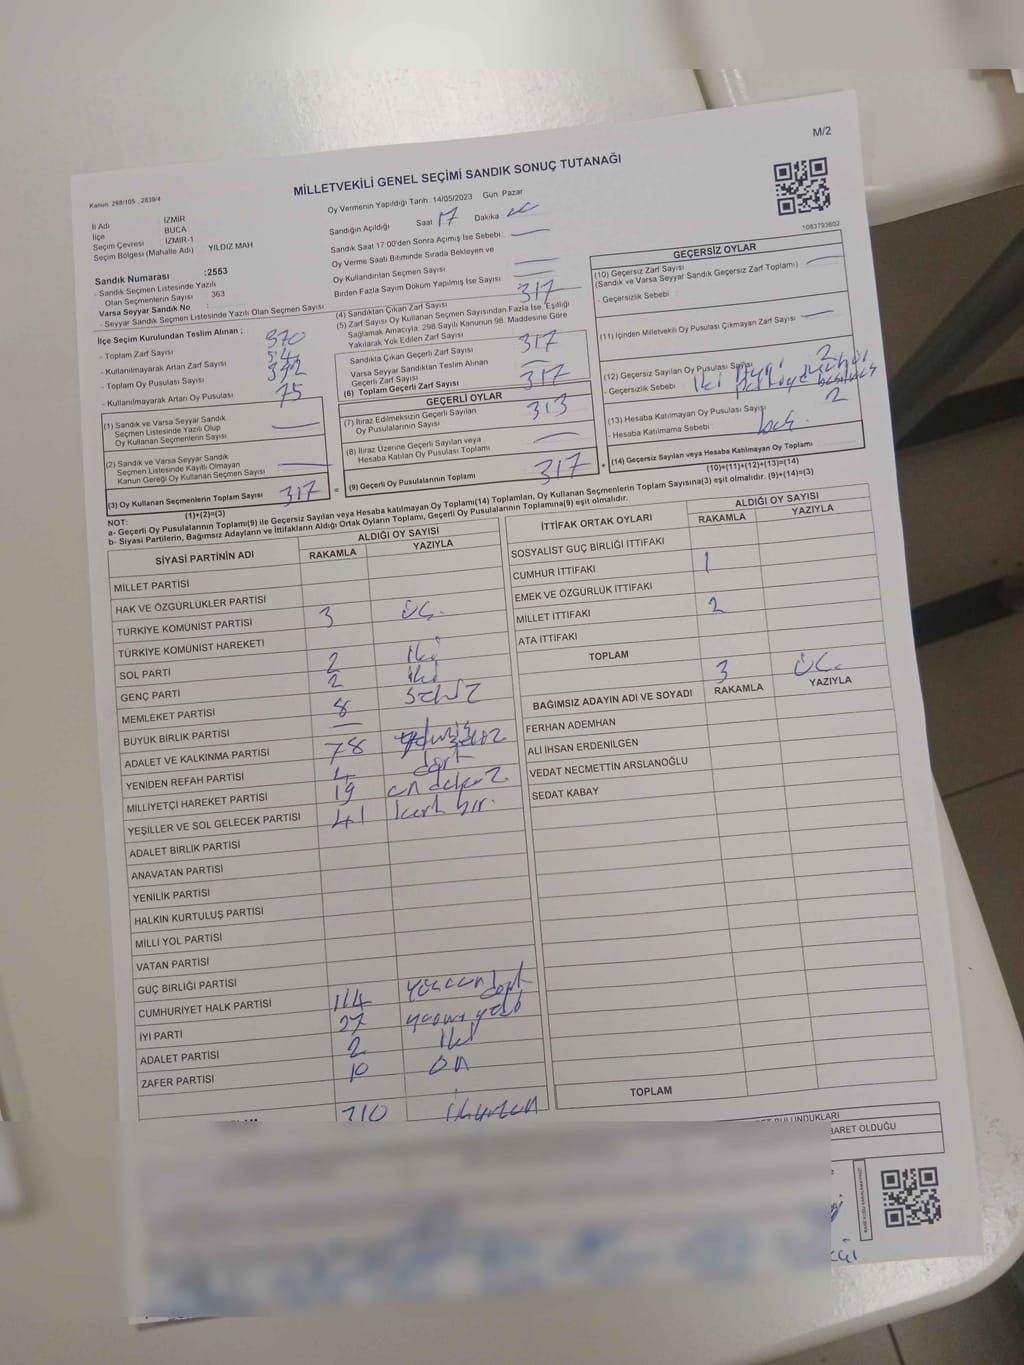 M/2
MİLLETVEKİLİ GENEL SEÇİMİ SANDIK SONUÇ TUTANAĞI
Kanun. 298/105 , 2839/4
1083793602
İl Adı : İZMİR
İlçe : BUCA
Seçim Çevresi : İZMİR-1
Seçim Bölgesi (Mahalle Adı) YILDIZ MAH
Sandık Numarası :2553
- Sandık Seçmen Listesinde Yazılı
Olan Seçmenlerin Sayısı 363
Varsa Seyyar Sandık No :
- Seyyar Sandık Seçmen Listesinde Yazılı Olan Seçmen Sayısı
İlçe Seçim Kurulundan Teslim Alınan ;
- Toplam Zarf Sayısı
- Kullanılmayarak Artan Zarf Sayısı
- Toplam Oy Pusulası Sayısı
- Kullanılmayarak Artan Oy Pusulası 75
(1) Sandık ve Varsa Seyyar Sandık
Seçmen Listesinde Yazılı Olup
Oy Kullanan Seçmenlerin Sayısı
(2) Sandık ve Varsa Seyyar Sandık
Seçmen Listesinde Kayıtlı Olmayan
Kanun Gereği Oy Kullanan Seçmen Sayısı
(3) Oy Kullanan Seçmenlerin Toplam Sayısı 317
(1)+(2)=(3)
Oy Vermenin Yapıldığı Tarih 14/05/2023 Gün Pazar
Sandığın Açıldığı Saat 17 Dakika
Sandık Saat 17 00'den Sonra Açımış İse Sebebi
Oy Verme Saati Bitiminde Sırada Bekleyen ve
Oy Kullandırılan Seçmen Sayısı
Birden Fazla Sayım Döküm Yapılmış İse Sayısı
(4) Sandıktan Çıkan Zarf Sayısı 317
(5) Zarf Sayısı Oy Kullanan Seçmen Sayısından Fazla İse, Eşitliği
Sağlamak Amacıyla, 298 Sayılı Kanunun 98. Maddesine Göre
Yakılarak Yok Edilen Zarf Sayısı
Sandıkta Çıkan Geçerli Zarf Sayısı 317
Varsa Seyyar Sandıktan Teslim Alınan
Geçerli Zarf Sayısı
(6) Toplam Geçerli Zarf Sayısı 317
GEÇERLİ OYLAR
(7) İtiraz Edilmeksizin Geçerli Sayılan
Oy Pusulalarının Sayısı 313
(8) İtiraz Üzerine Geçerli Sayılan veya
Hesaba Katılan Oy Pusulası Toplamı
= (9) Geçerli Oy Pusulalarının Toplamı 317 +
GEÇERSİZ OYLAR
(10) Geçersiz Zarf Sayısı
(Sandık ve Varsa Seyyar Sandık Geçersiz Zarf Toplamı)
- Geçersizlik Sebebi :
(11) İçinden Milletvekili Oy Pusulası Çıkmayan Zarf Sayısı
(12) Geçersiz Sayılan Oy Pusulası Sayısı 2
- Geçersizlik Sebebi : iki
(13) Hesaba Katılmayan Oy Pusulası Sayısı 2
- Hesaba Katılmama Sebebi : boş
(14) Geçersiz Sayılan veya Hesaba Katılmayan Oy Toplamı
(10)+(11)+(12)+(13)=(14)
NOT:
a- Geçerli Oy Pusulalarının Toplamı(9) ile Geçersiz Sayılan veya Hesaba katılmayan Oy Toplamı(14) Toplamları, Oy Kullanan Seçmenlerin Toplam Sayısına(3) eşit olmalıdır. (9)+(14)=(3)
b- Siyasi Partilerin, Bağımsız Adayların ve İttifakların Aldığı Ortak Oyların Toplamı, Geçerli Oy Pusulalarının Toplamına(9) eşit olmalıdır.
SİYASİ PARTİNİN ADI ALDIĞI OY SAYISI
RAKAMLA YAZIYLA
MİLLET PARTİSİ
HAK VE ÖZGÜRLÜKLER PARTİSİ
TÜRKİYE KOMÜNİST PARTİSİ 3 üç.
TÜRKİYE KOMÜNİST HAREKETİ
SOL PARTİ 2 iki
GENÇ PARTİ 2 iki
MEMLEKET PARTİSİ 8 sekiz
BÜYÜK BİRLİK PARTİSİ
ADALET VE KALKINMA PARTİSİ 78 yetmiş sekiz
YENİDEN REFAH PARTİSİ 4 dört
MİLLİYETÇİ HAREKET PARTİSİ 19 on dokuz
YEŞİLLER VE SOL GELECEK PARTİSİ 41 kırk bir.
ADALET BİRLİK PARTİSİ
ANAVATAN PARTİSİ
YENİLİK PARTİSİ
HALKIN KURTULUŞ PARTİSİ
MİLLİ YOL PARTİSİ
VATAN PARTİSİ
GÜÇ BİRLİĞİ PARTİSİ
CUMHURİYET HALK PARTİSİ 114 yüzondört
İYİ PARTİ 27 yirmi yedi
ADALET PARTİSİ 2 iki
ZAFER PARTİSİ 10 on
310
İTTİFAK ORTAK OYLARI ALDIĞI OY SAYISI
RAKAMLA YAZIYLA
SOSYALİST GÜÇ BİRLİĞİ İTTİFAKI
CUMHUR İTTİFAKI 1
EMEK VE ÖZGÜRLÜK İTTİFAKI
MİLLET İTTİFAKI 2
ATA İTTİFAKI
TOPLAM 3 üç.
BAĞIMSIZ ADAYIN ADI VE SOYADI RAKAMLA YAZIYLA
FERHAN ADEMHAN
ALİ İHSAN ERDENİLGEN
VEDAT NECMETTİN ARSLANOĞLU
SEDAT KABAY
TOPLAM
BULUNDUKLARI
BARET OLDUĞU